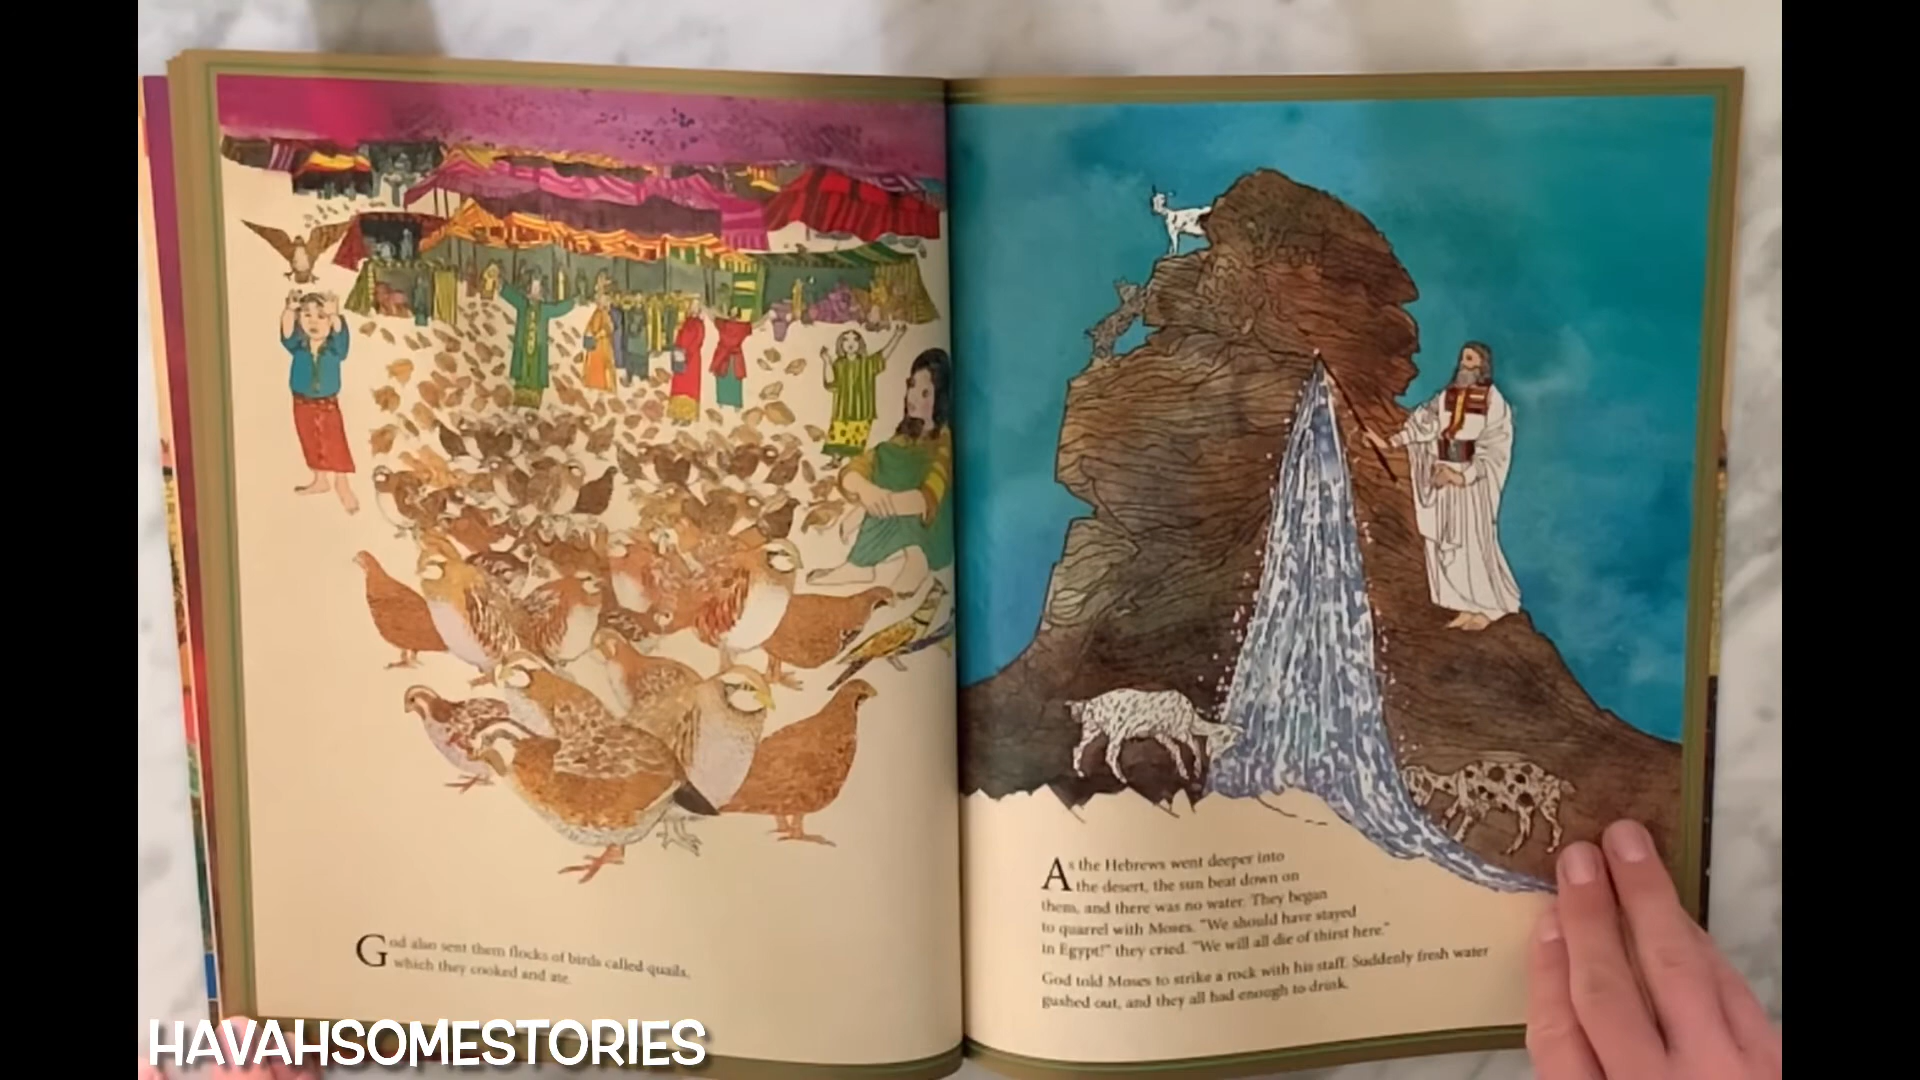 God also sent them flocks of birds called quails,
which they cooked and ate.
As the Hebrews went deeper into
the desert, the sun beat down on
them, and there was no water. They began
to quarrel with Moses. "We should have stayed
in Egypt!" they cried. "We will all die of thirst here."
God told Moses to strike a rock with his staff. Suddenly fresh water
gushed out, and they all had enough to drink.
HAVAHSOMESTORIES